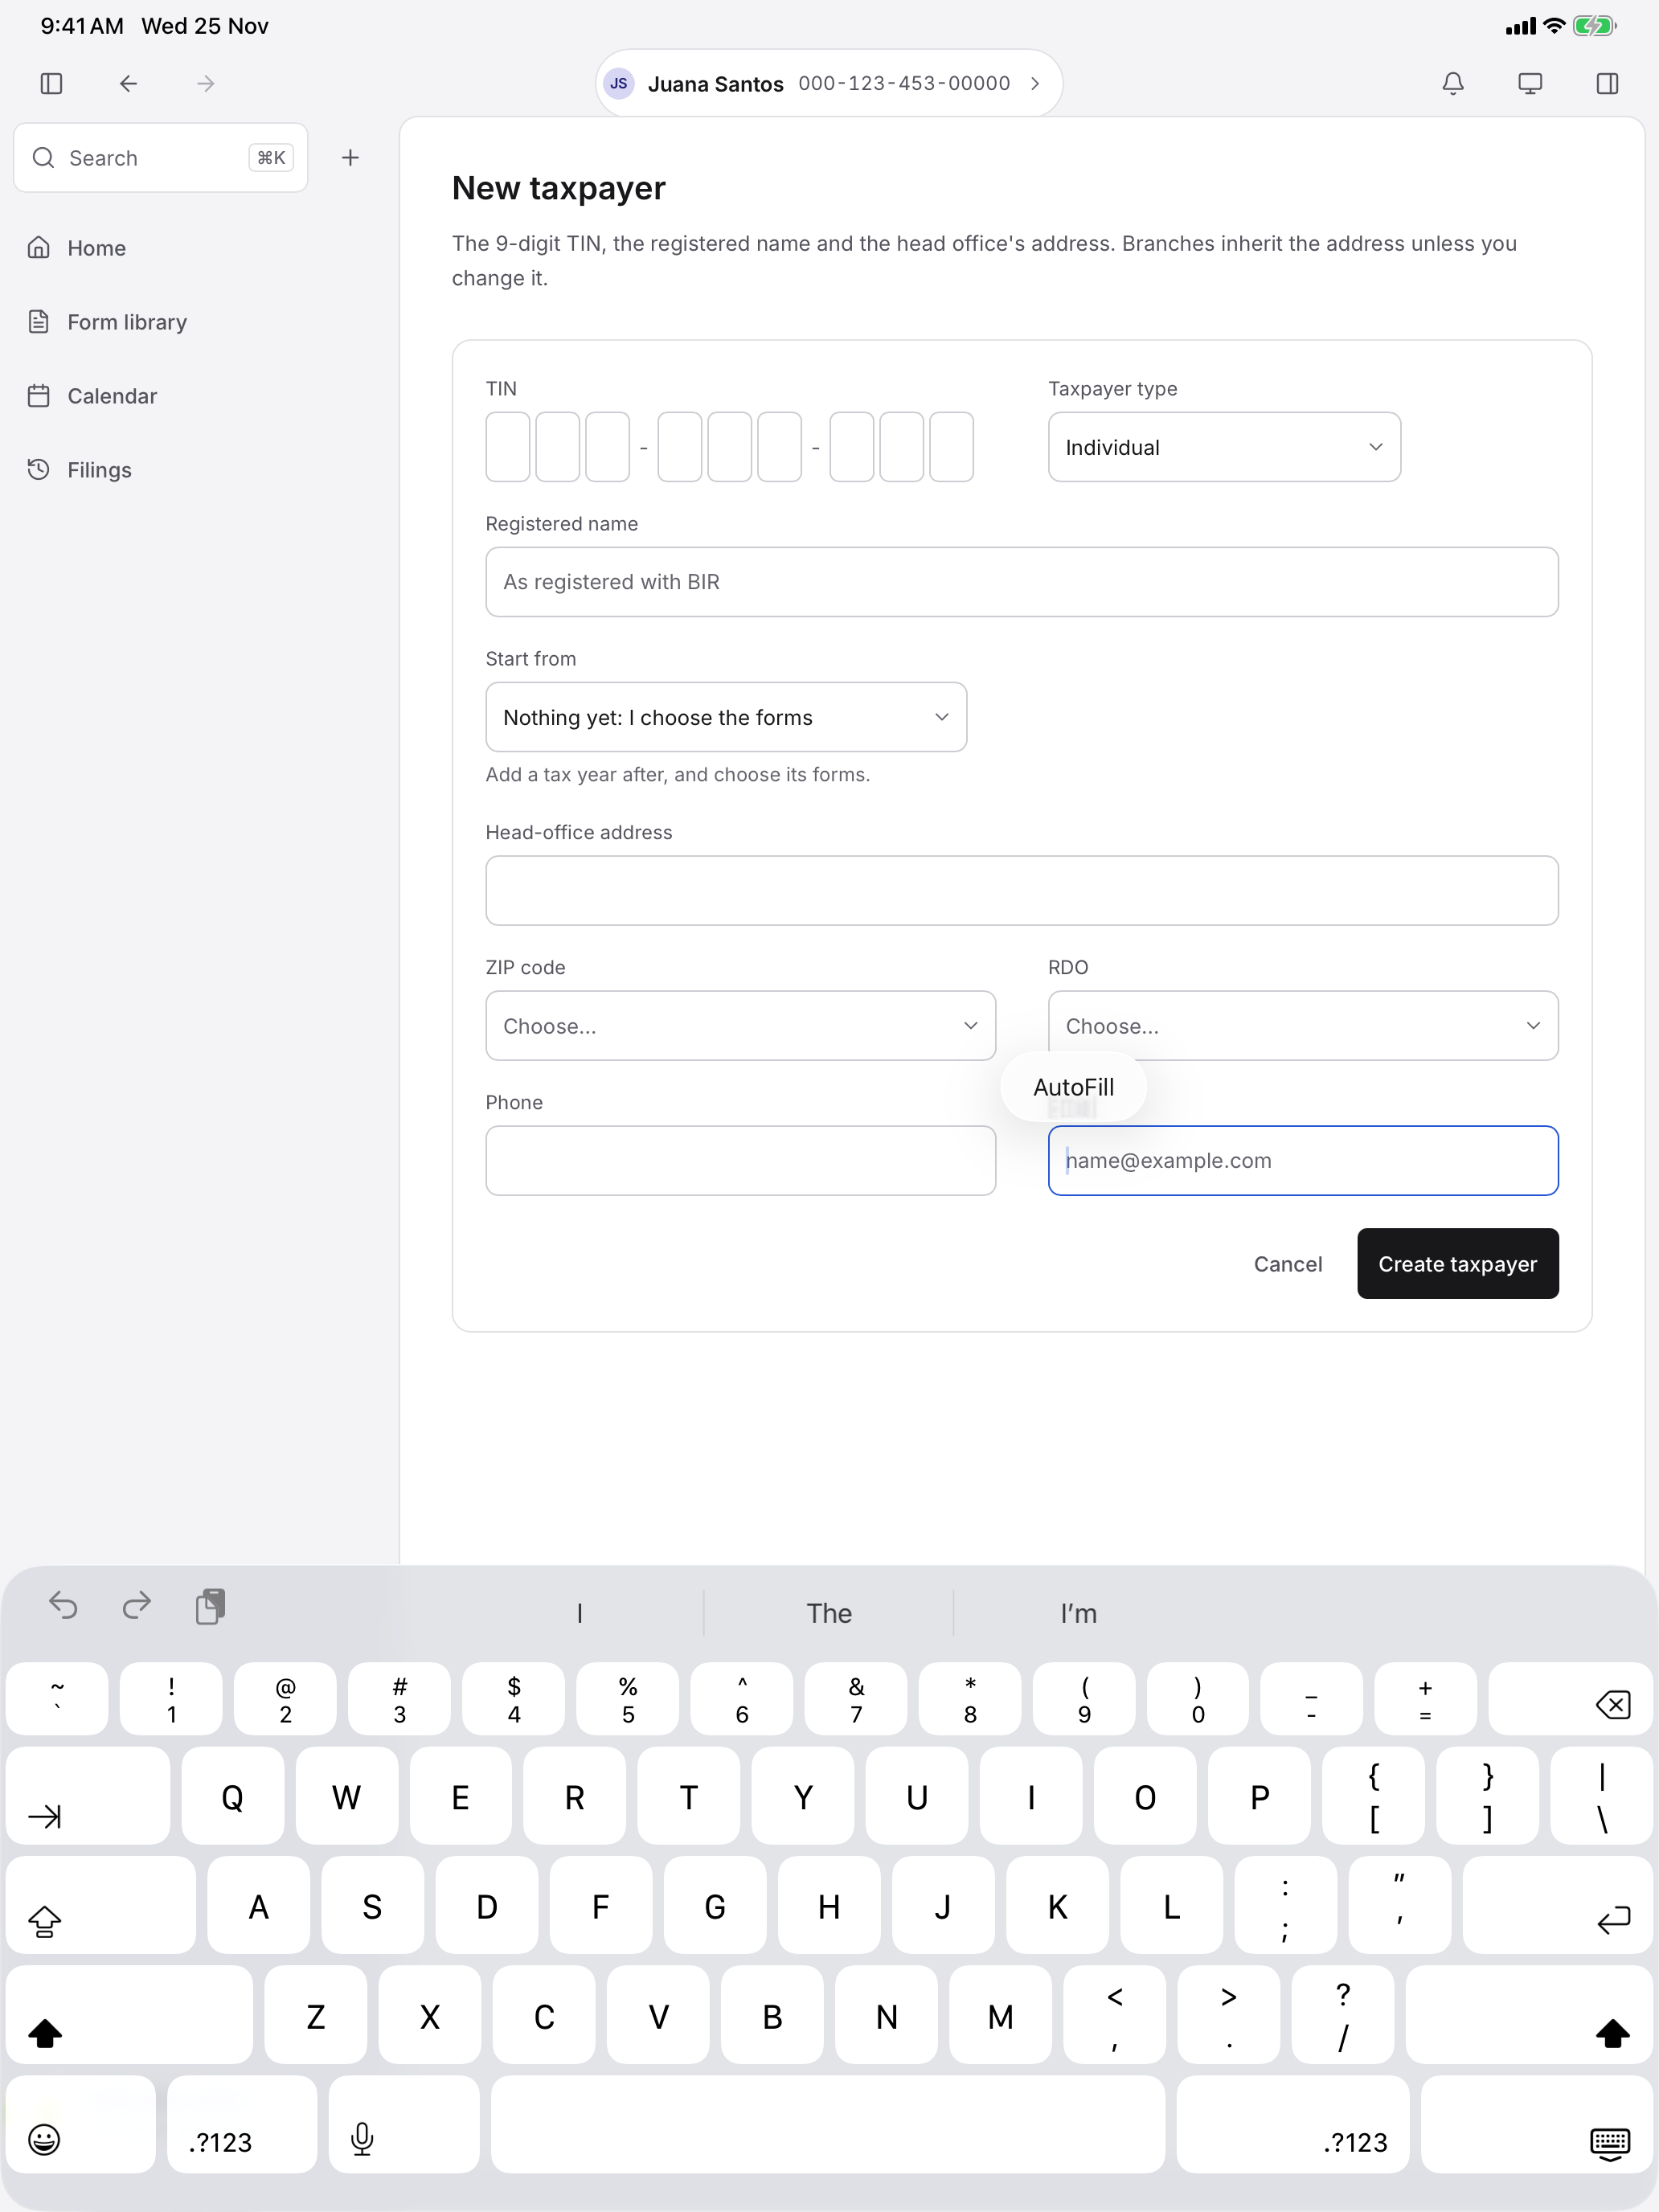 9:41 AM Wed 25 Nov
JS Juana Santos 000-123-453-00000
Search ⌘K
Home
Form library
Calendar
Filings
New taxpayer
The 9-digit TIN, the registered name and the head office's address. Branches inherit the address unless you
change it.
TIN Taxpayer type
- - Individual
Registered name
As registered with BIR
Start from
Nothing yet: I choose the forms
Add a tax year after, and choose its forms.
Head-office address
ZIP code RDO
Choose... Choose...
AutoFill
Phone
name@example.com
Cancel Create taxpayer
I The I’m
~ ! @ # $ % ^ & * ( ) _ +
` 1 2 3 4 5 6 7 8 9 0 - =
Q W E R T Y U I O P { } |
[ ] \
A S D F G H J K L : "
; '
Z X C V B N M < > ?
, . /
.?123 .?123